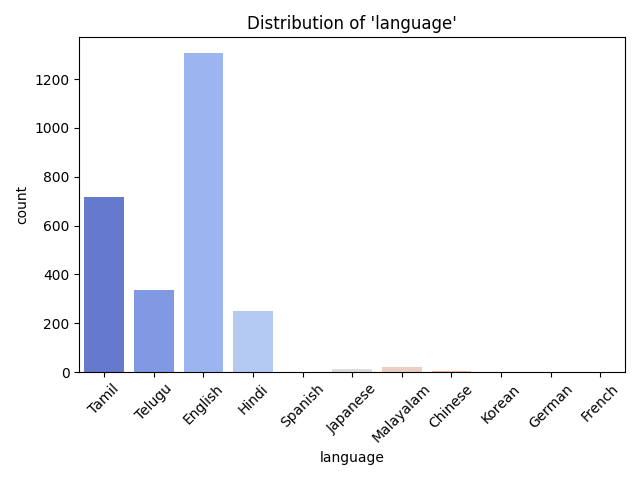 Distribution of 'language'
count
1200
1000
800
600
400
200
0
Tamil
Telugu
English
Hindi
Spanish
Japanese
Malayalam
Chinese
Korean
German
French
language